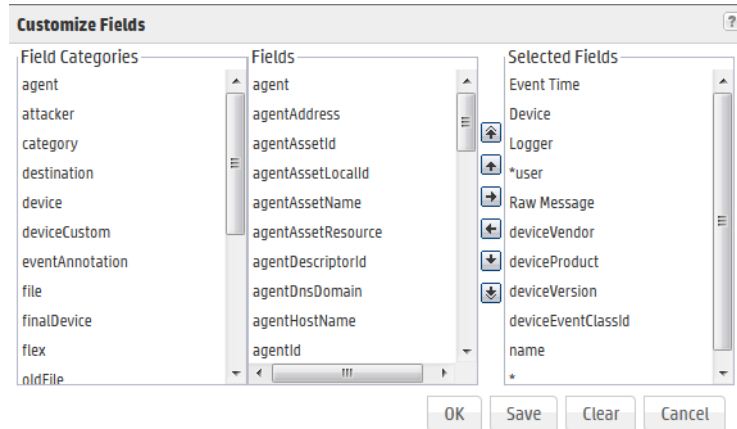 Customize Fields
?
Field Categories
agent
attacker
category
destination
device
deviceCustom
eventAnnotation
file
finalDevice
flex
oldFile
Fields
agent
agentAddress
agentAssetId
agentAssetLocalId
agentAssetName
agentAssetResource
agentDescriptorId
agentDnsDomain
agentHostName
agentId
Selected Fields
Event Time
Device
Logger
*user
Raw Message
deviceVendor
deviceProduct
deviceVersion
deviceEventClassId
name
*
OK
Save
Clear
Cancel